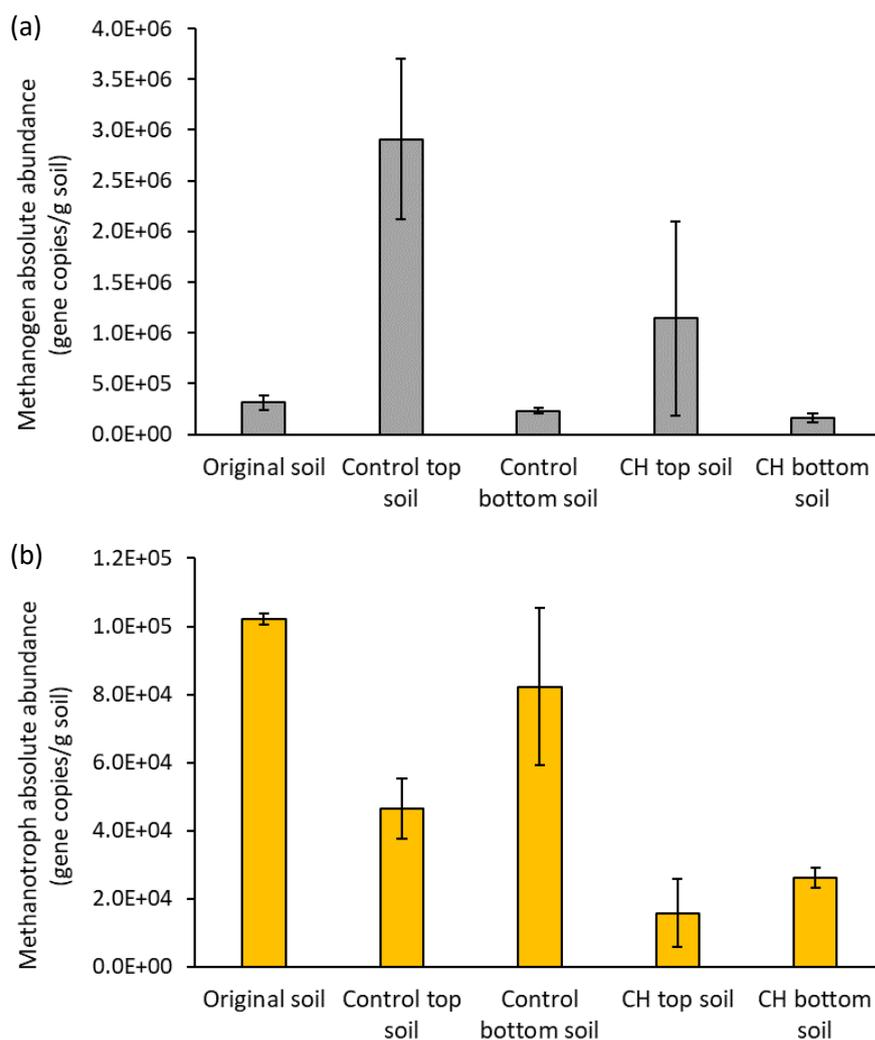 (a)
Methanogen absolute abundance
(gene copies/g soil)
4.0E+06
3.5E+06
3.0E+06
2.5E+06
2.0E+06
1.5E+06
1.0E+06
5.0E+05
0.0E+00
Original soil
Control top
soil
Control
bottom soil
CH top soil
CH bottom
soil
(b)
Methanotroph absolute abundance
(gene copies/g soil)
1.2E+05
1.0E+05
8.0E+04
6.0E+04
4.0E+04
2.0E+04
0.0E+00
Original soil
Control top
soil
Control
bottom soil
CH top soil
CH bottom
soil